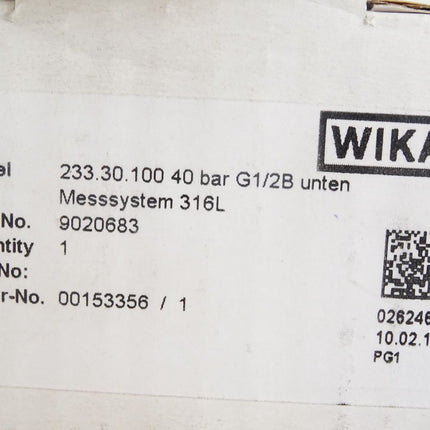 WIKA
el 233.30.100 40 bar G1/2B unten
Messsystem 316L
No. 9020683
ntity 1
No:
r-No. 00153356 / 1
026246
10.02.1
PG1